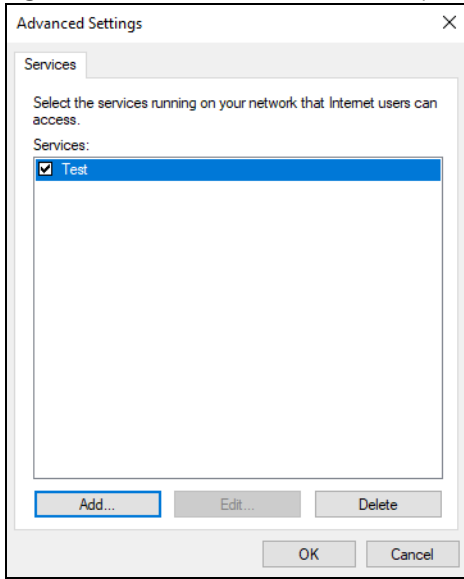 Advanced Settings
Services
Select the services running on your network that Internet users can
access.
Services:
Test
Add...
Edit...
Delete
OK
Cancel